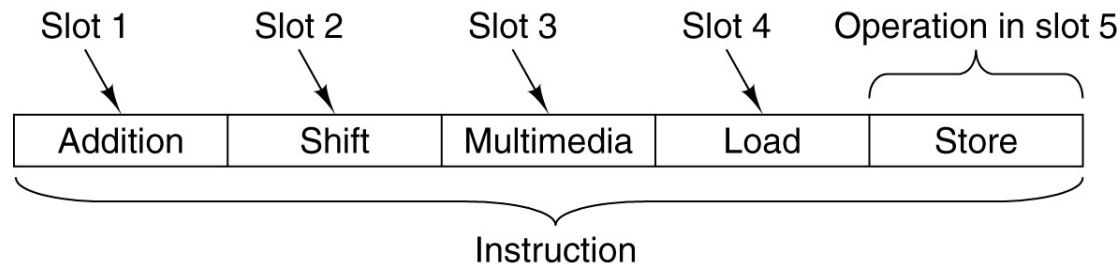 Slot 1 Slot 2 Slot 3 Slot 4 Operation in slot 5
Addition Shift Multimedia Load Store
Instruction